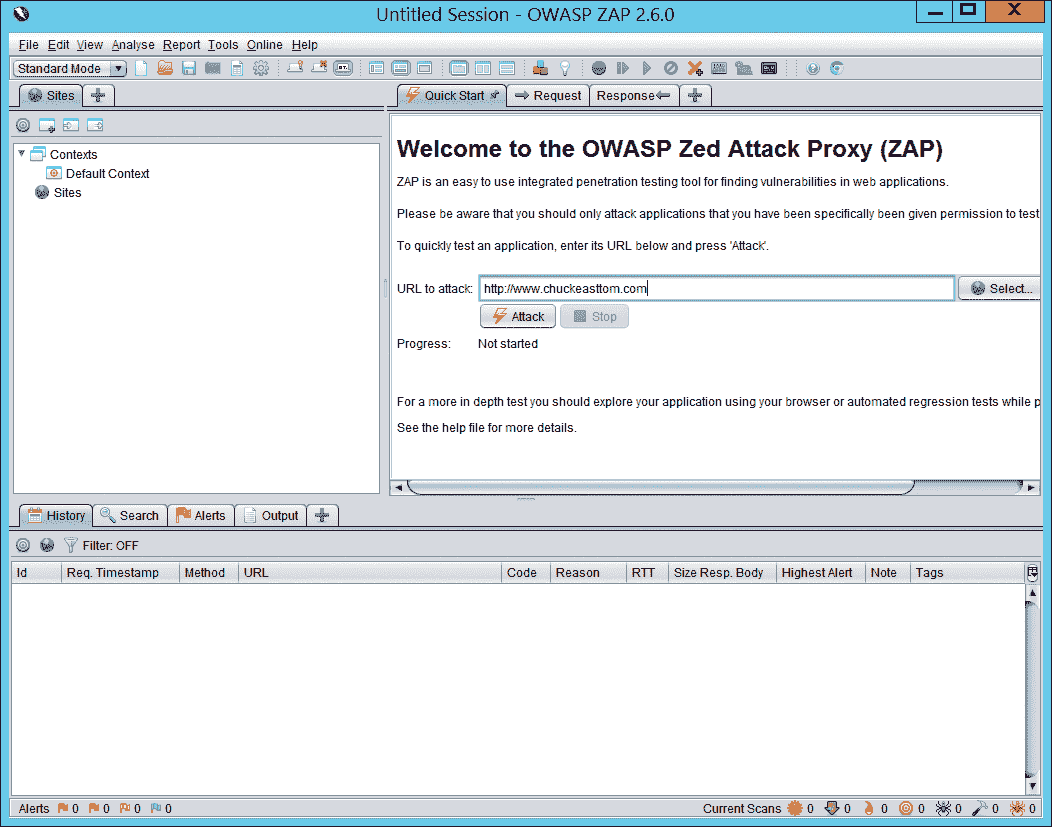 Untitled Session - OWASP ZAP 2.6.0
File Edit View Analyse Report Tools Online Help
Standard Mode
Sites
Quick Start Request Response
Contexts
Default Context
Sites
Welcome to the OWASP Zed Attack Proxy (ZAP)
ZAP is an easy to use integrated penetration testing tool for finding vulnerabilities in web applications.
Please be aware that you should only attack applications that you have been specifically been given permission to test
To quickly test an application, enter its URL below and press 'Attack'.
URL to attack: http://www.chuckeasttom.com Select...
Attack Stop
Progress: Not started
For a more in depth test you should explore your application using your browser or automated regression tests while p
See the help file for more details.
History Search Alerts Output
Filter: OFF
Id Req. Timestamp Method URL Code Reason RTT Size Resp. Body Highest Alert Note Tags
Alerts 0 0 0 0 Current Scans 0 0 0 0 0 0 0